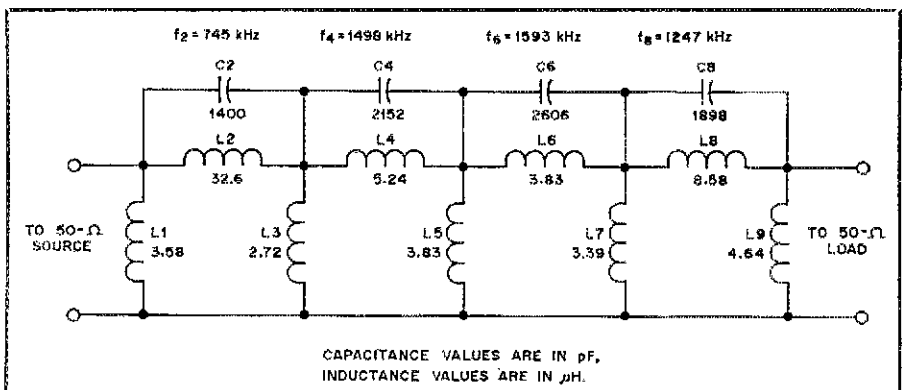 f2 = 745 kHz f4 = 1498 kHz f6 = 1593 kHz f8 = 1247 kHz
C2 C4 C6 C8
1400 2152 2606 1898
L2 L4 L6 L8
32.6 5.24 3.83 8.58
TO 50-Ω SOURCE
L1
3.58
L3
2.72
L5
3.83
L7
3.39
L9
4.64
TO 50-Ω LOAD
CAPACITANCE VALUES ARE IN pF,
INDUCTANCE VALUES ARE IN μH.